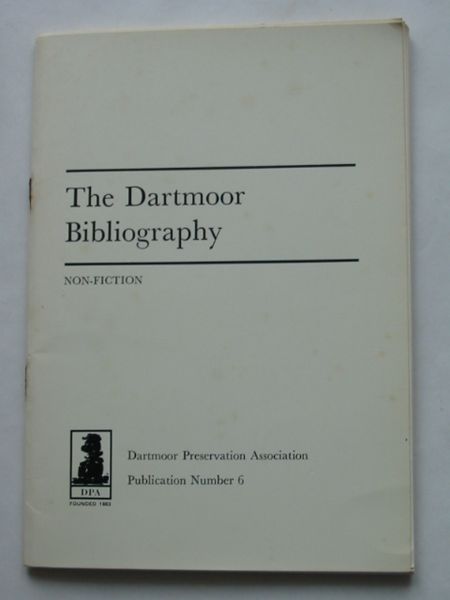 The Dartmoor
Bibliography
NON-FICTION
Dartmoor Preservation Association
Publication Number 6
DPA
FOUNDED 1883